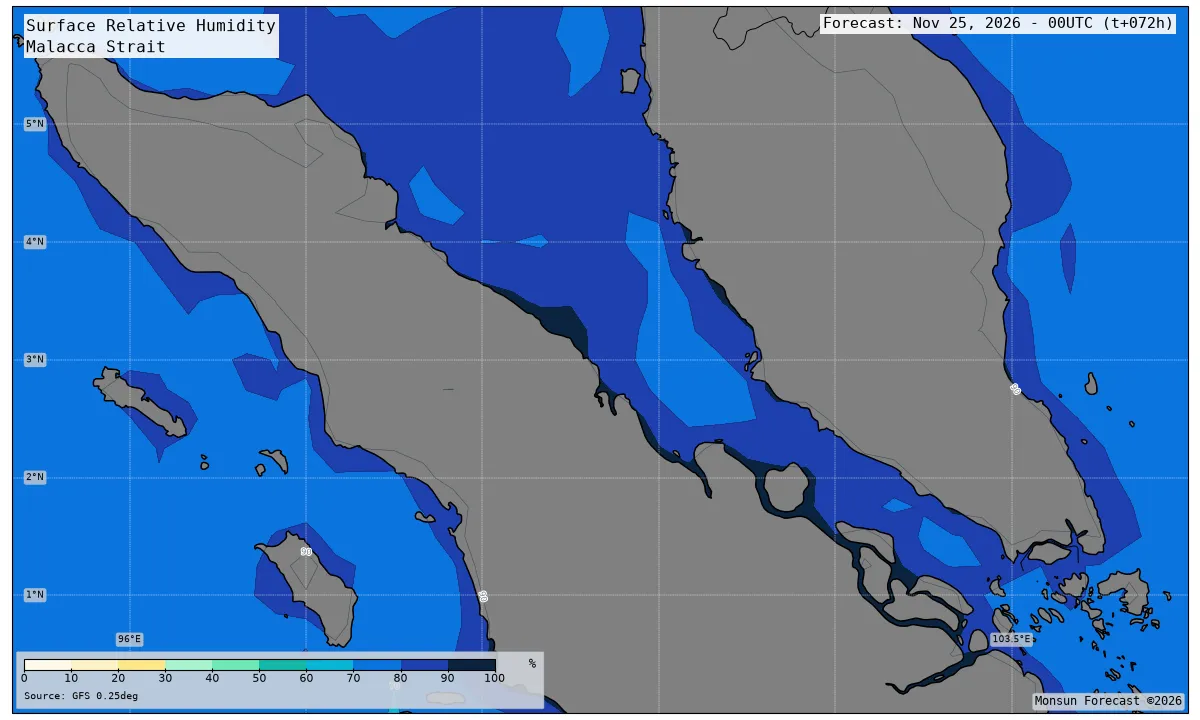 Surface Relative Humidity
Malacca Strait
Forecast: Nov 25, 2026 - 00UTC (t+072h)
5°N
4°N
3°N
2°N
1°N
96°E
103.5°E
90
90
90
%
0 10 20 30 40 50 60 70 80 90 100
Source: GFS 0.25deg
Monsun Forecast ©2026